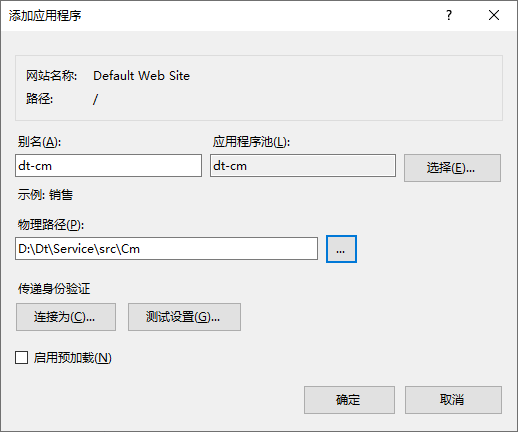 添加应用程序
网站名称: Default Web Site
路径: /
别名(A): 应用程序池(L):
dt-cm dt-cm 选择(E)...
示例: 销售
物理路径(P):
D:\Dt\Service\src\Cm ...
传递身份验证
连接为(C)... 测试设置(G)...
启用预加载(N)
确定 取消